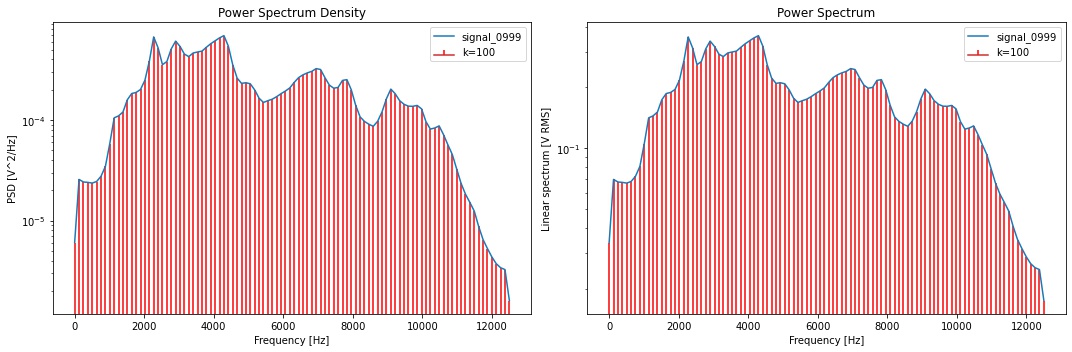 Power Spectrum Density
PSD [V^2/Hz]
10⁻⁴
10⁻⁵
signal_0999
k=100
0 2000 4000 6000 8000 10000 12000
Frequency [Hz]
Power Spectrum
Linear spectrum [V RMS]
10⁻¹
signal_0999
k=100
0 2000 4000 6000 8000 10000 12000
Frequency [Hz]